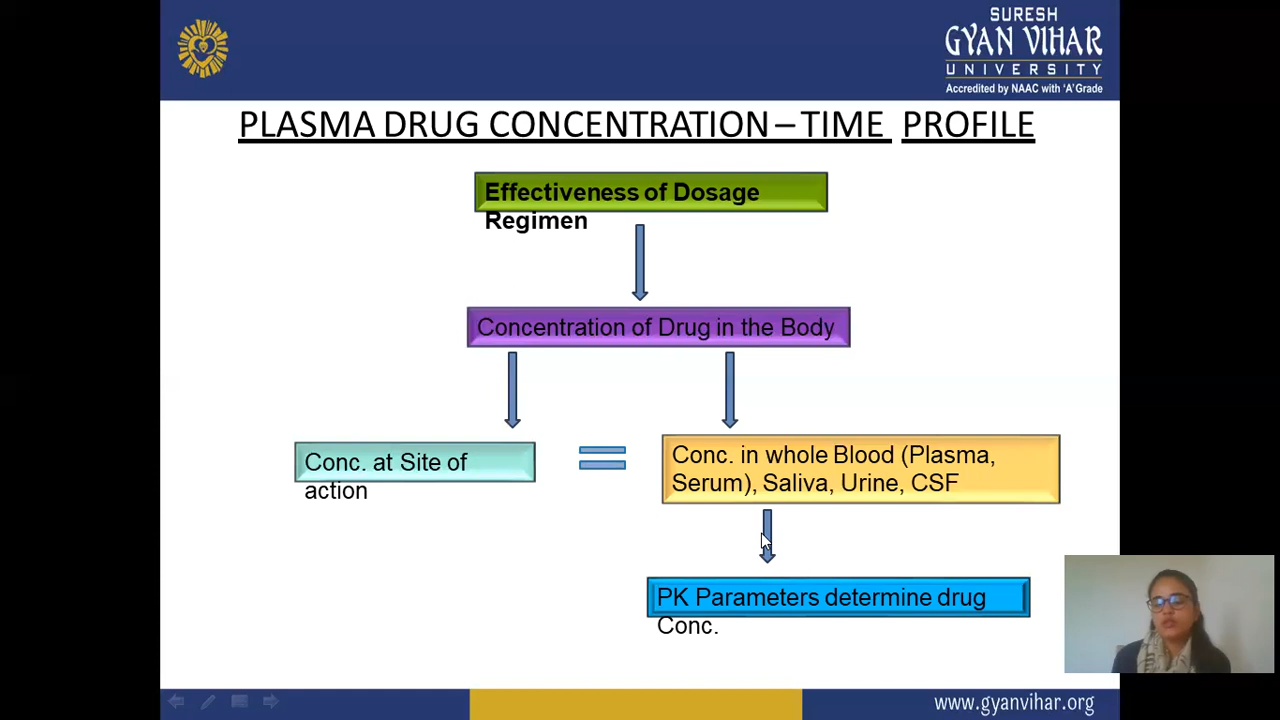 SURESH
GYAN VIHAR
UNIVERSITY
Accredited by NAAC with 'A' Grade
PLASMA DRUG CONCENTRATION – TIME PROFILE
Effectiveness of Dosage
Regimen
Concentration of Drug in the Body
Conc. at Site of
action
Conc. in whole Blood (Plasma,
Serum), Saliva, Urine, CSF
PK Parameters determine drug
Conc.
www.gyanvihar.org